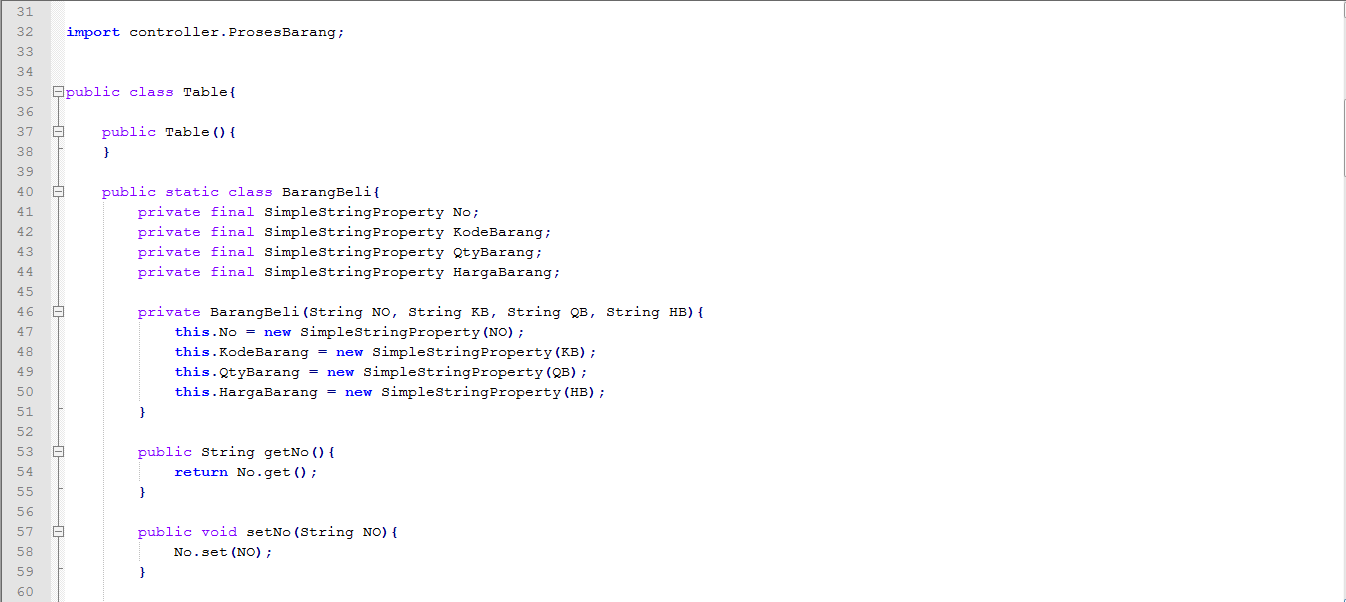 31
32 import controller.ProsesBarang;
33
34
35 public class Table{
36
37     public Table(){
38     }
39
40     public static class BarangBeli{
41         private final SimpleStringProperty No;
42         private final SimpleStringProperty KodeBarang;
43         private final SimpleStringProperty QtyBarang;
44         private final SimpleStringProperty HargaBarang;
45
46         private BarangBeli(String NO, String KB, String QB, String HB){
47             this.No = new SimpleStringProperty(NO);
48             this.KodeBarang = new SimpleStringProperty(KB);
49             this.QtyBarang = new SimpleStringProperty(QB);
50             this.HargaBarang = new SimpleStringProperty(HB);
51         }
52
53         public String getNo(){
54             return No.get();
55         }
56
57         public void setNo(String NO){
58             No.set(NO);
59         }
60